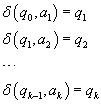 δ(q₀,a₁) = q₁
δ(q₁,a₂) = q₂
...
δ(qₖ₋₁,aₖ) = qₖ